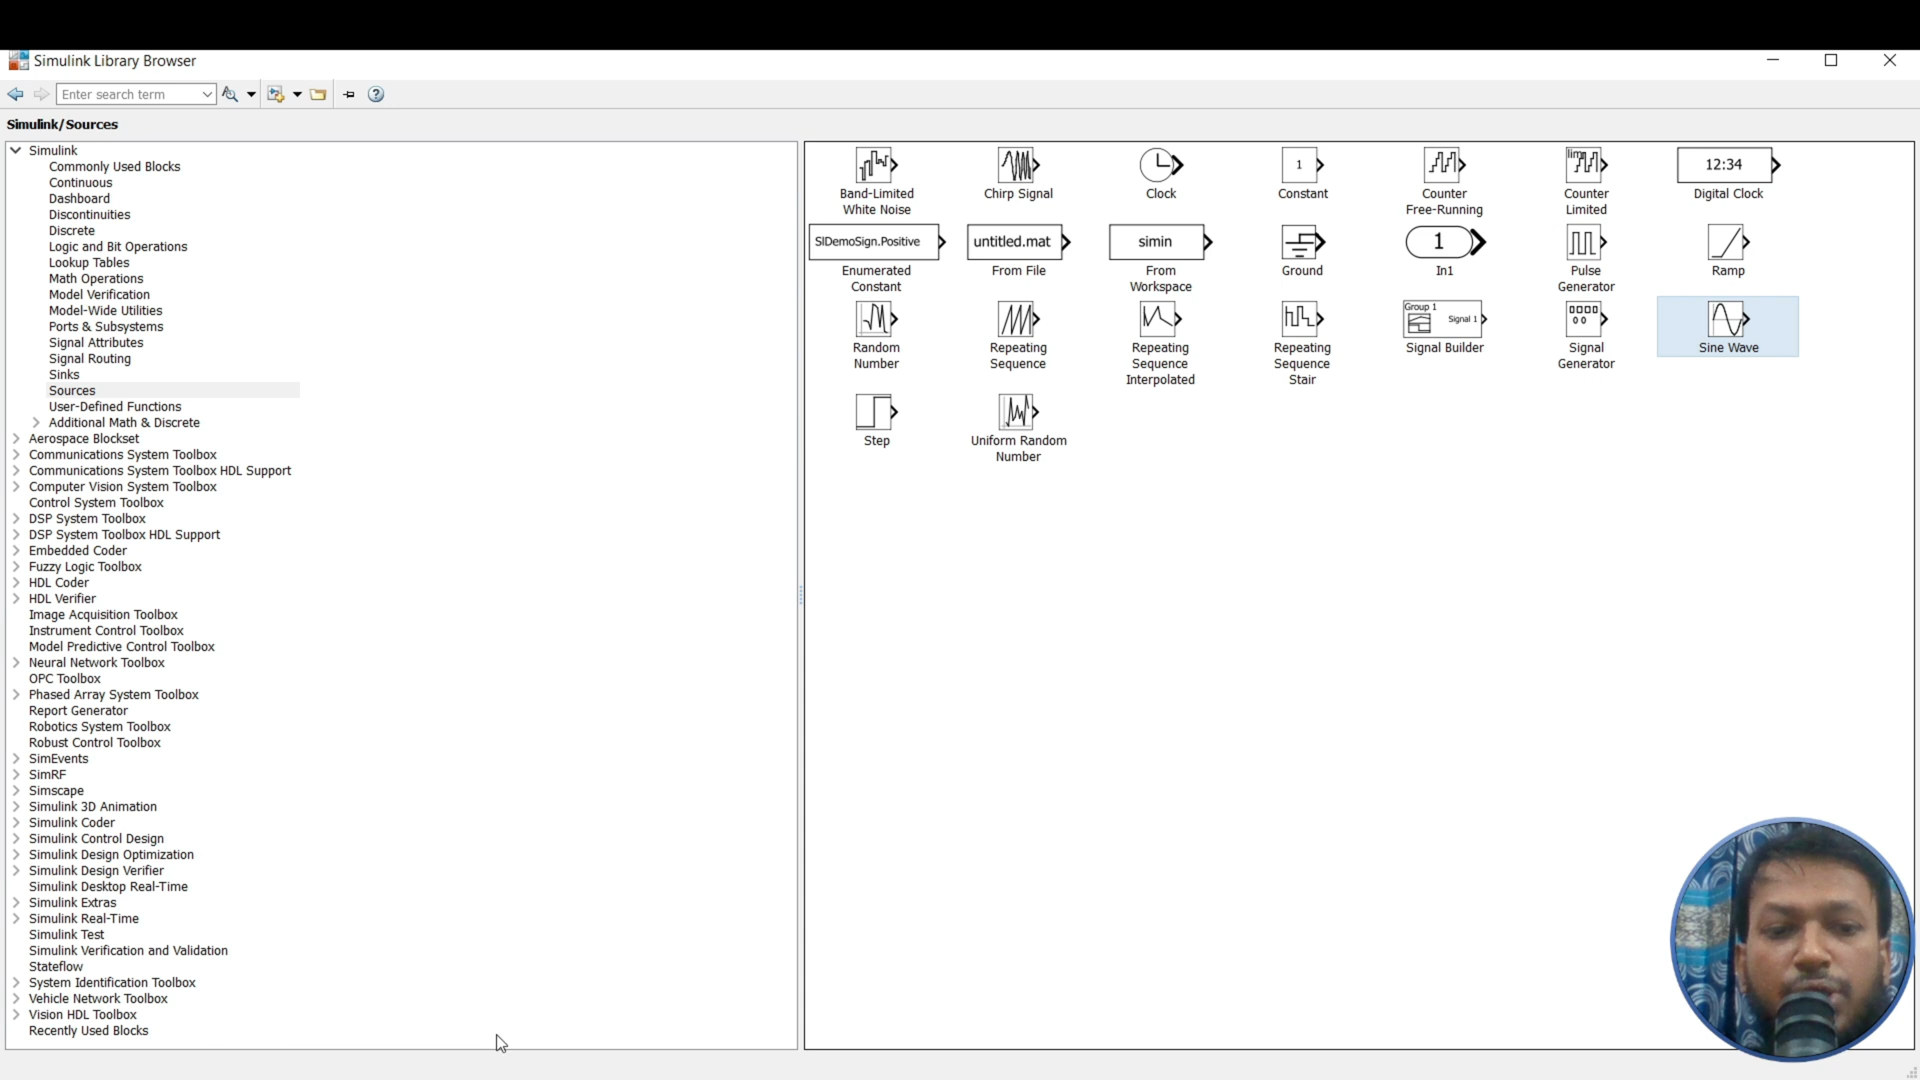 Simulink Library Browser
Enter search term
Simulink/Sources
Simulink
Commonly Used Blocks
Continuous
Dashboard
Discontinuities
Discrete
Logic and Bit Operations
Lookup Tables
Math Operations
Model Verification
Model-Wide Utilities
Ports & Subsystems
Signal Attributes
Signal Routing
Sinks
Sources
User-Defined Functions
Additional Math & Discrete
Aerospace Blockset
Communications System Toolbox
Communications System Toolbox HDL Support
Computer Vision System Toolbox
Control System Toolbox
DSP System Toolbox
DSP System Toolbox HDL Support
Embedded Coder
Fuzzy Logic Toolbox
HDL Coder
HDL Verifier
Image Acquisition Toolbox
Instrument Control Toolbox
Model Predictive Control Toolbox
Neural Network Toolbox
OPC Toolbox
Phased Array System Toolbox
Report Generator
Robotics System Toolbox
Robust Control Toolbox
SimEvents
SimRF
Simscape
Simulink 3D Animation
Simulink Coder
Simulink Control Design
Simulink Design Optimization
Simulink Design Verifier
Simulink Desktop Real-Time
Simulink Extras
Simulink Real-Time
Simulink Test
Simulink Verification and Validation
Stateflow
System Identification Toolbox
Vehicle Network Toolbox
Vision HDL Toolbox
Recently Used Blocks
Band-Limited
White Noise
Chirp Signal
Clock
1
Constant
Counter
Free-Running
lim
Counter
Limited
12:34
Digital Clock
SlDemoSign.Positive
Enumerated
Constant
untitled.mat
From File
simin
From
Workspace
Ground
1
In1
Pulse
Generator
Ramp
Random
Number
Repeating
Sequence
Repeating
Sequence
Interpolated
Repeating
Sequence
Stair
Group 1
Signal 1
Signal Builder
Signal
Generator
Sine Wave
Step
Uniform Random
Number